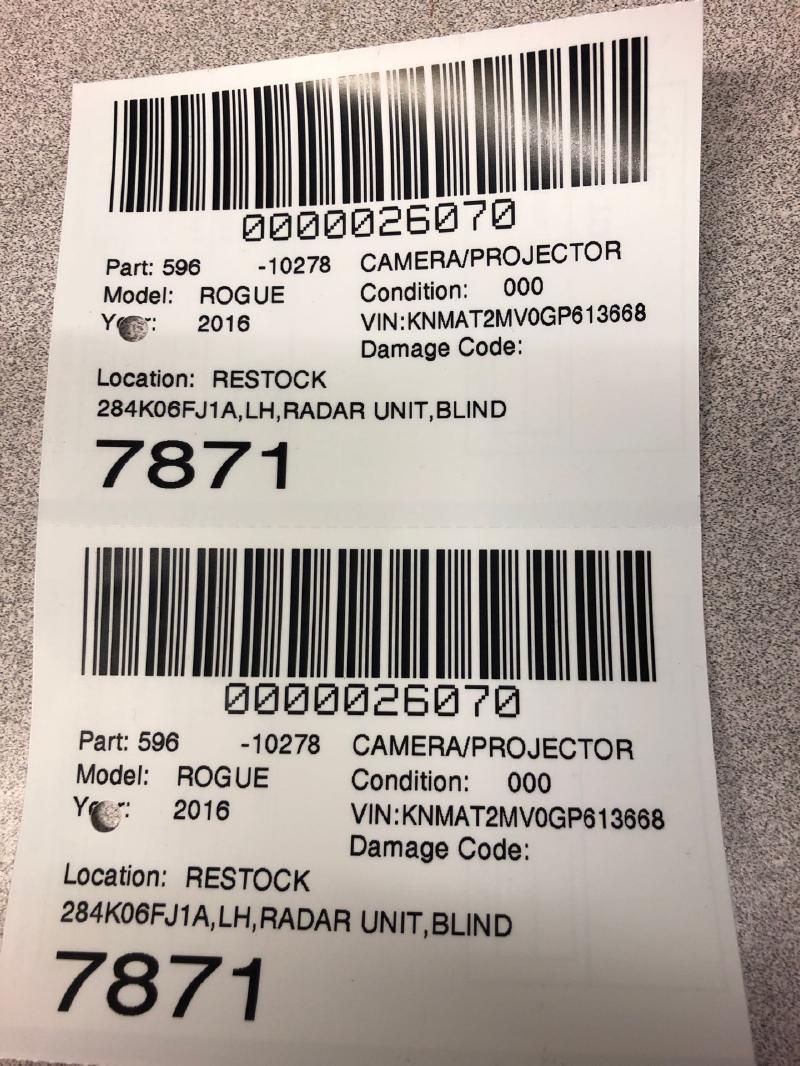 0000026070
Part: 596 -10278 CAMERA/PROJECTOR
Model: ROGUE Condition: 000
Year: 2016 VIN:KNMAT2MV0GP613668
Damage Code:
Location: RESTOCK
284K06FJ1A,LH,RADAR UNIT,BLIND
7871
0000026070
Part: 596 -10278 CAMERA/PROJECTOR
Model: ROGUE Condition: 000
Year: 2016 VIN:KNMAT2MV0GP613668
Damage Code:
Location: RESTOCK
284K06FJ1A,LH,RADAR UNIT,BLIND
7871